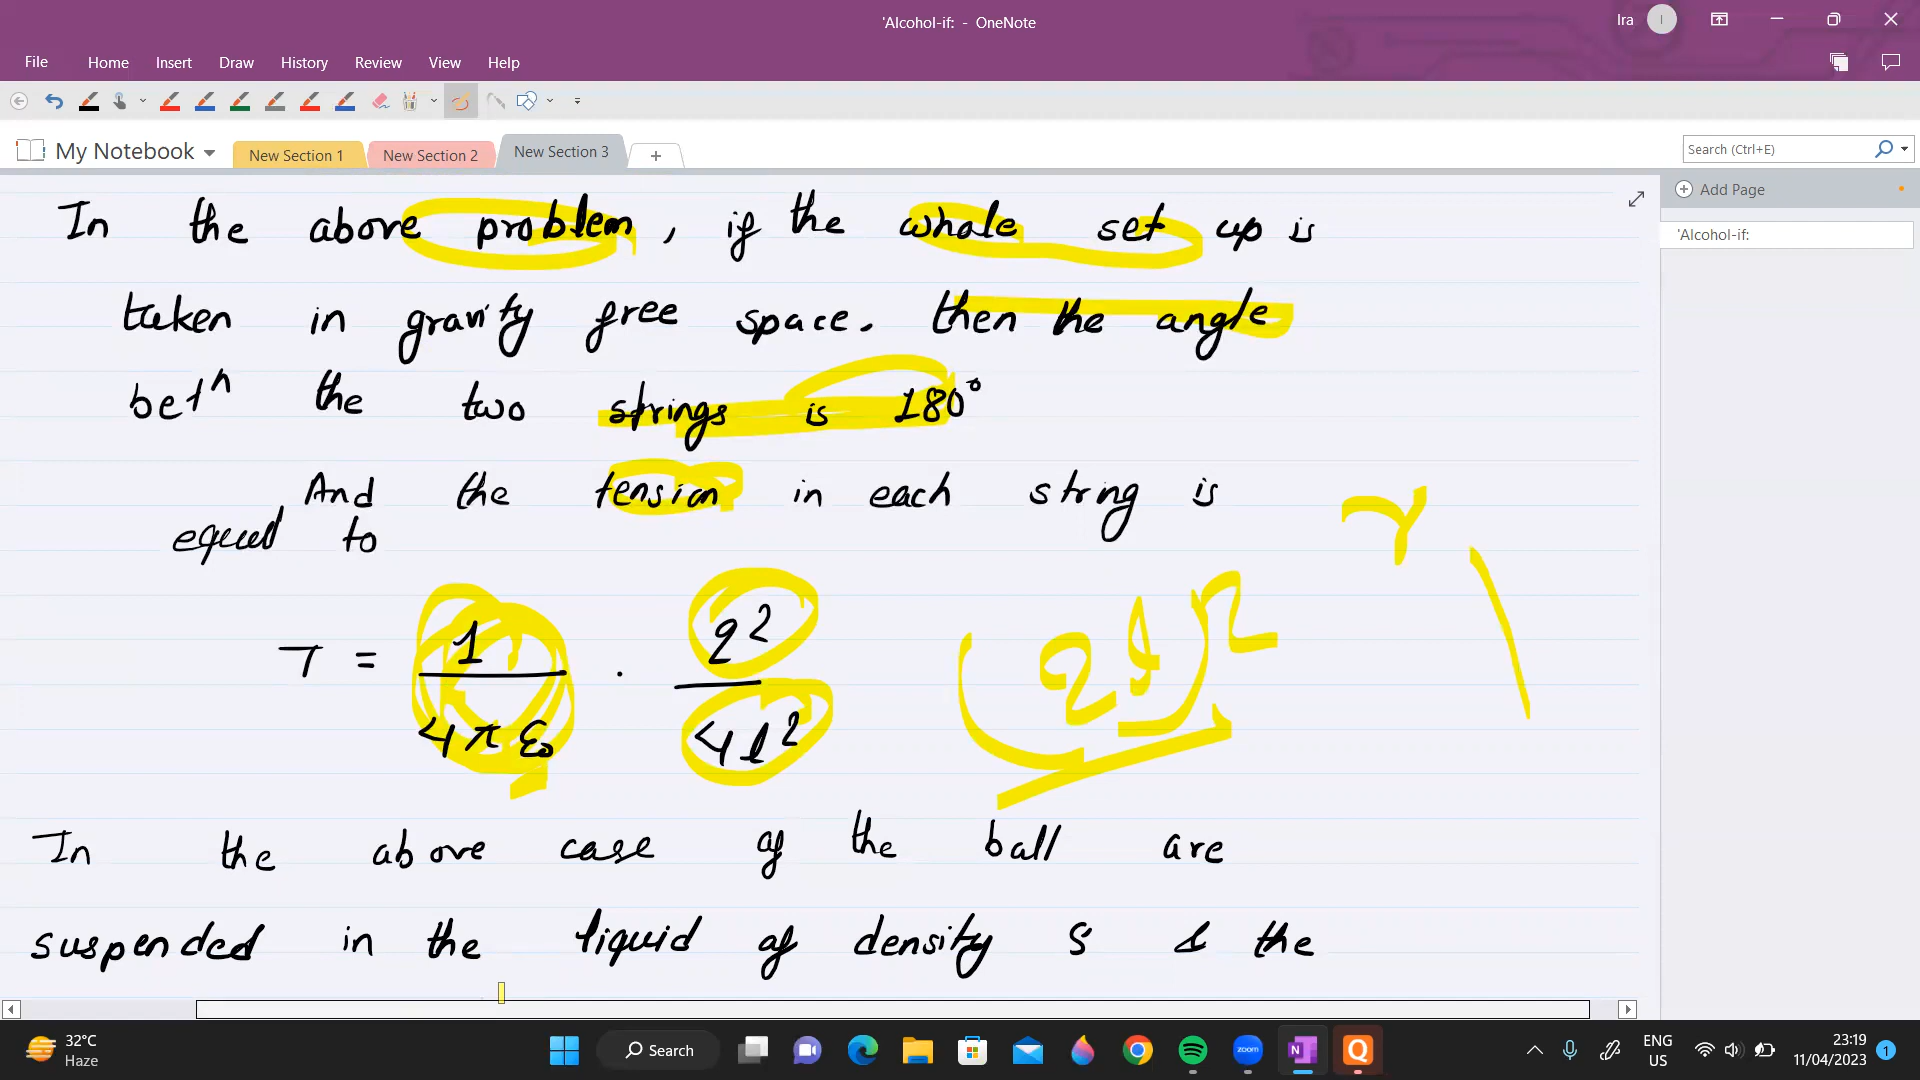 'Alcohol-if: - OneNote
Ira I
File Home Insert Draw History Review View Help
My Notebook New Section 1 New Section 2 New Section 3 +
Search (Ctrl+E)
Add Page
'Alcohol-if:
In the above problem, if the whole set up is
taken in gravity free space. then the angle
betn the two strings is 180°
And the tension in each string is
equal to
T = 1/4πε₀ · q²/4l²
(2l)²
In the above case of the ball are
suspended in the liquid of density S & the
32°C
Haze
Search
zoom
ENG
US
23:19
11/04/2023
1